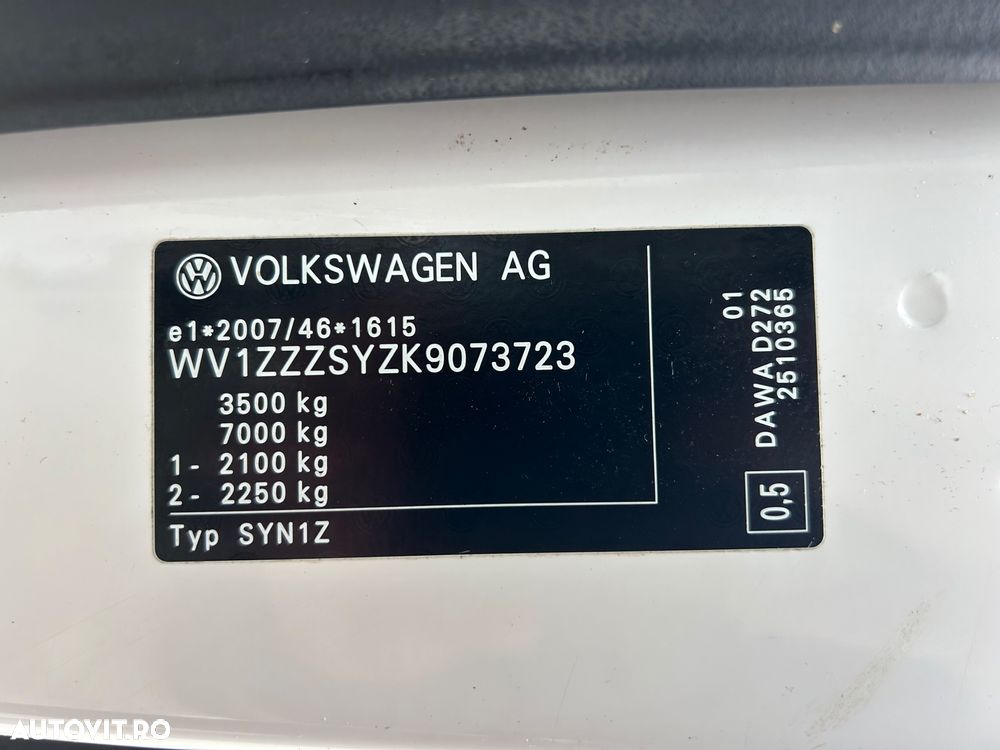 VOLKSWAGEN AG
e1*2007/46*1615
WV1ZZZSYZK9073723
3500 kg
7000 kg
1- 2100 kg
2- 2250 kg
Typ SYN1Z
01
DAWA D272
2510365
0,5
AUTOVIT.RO